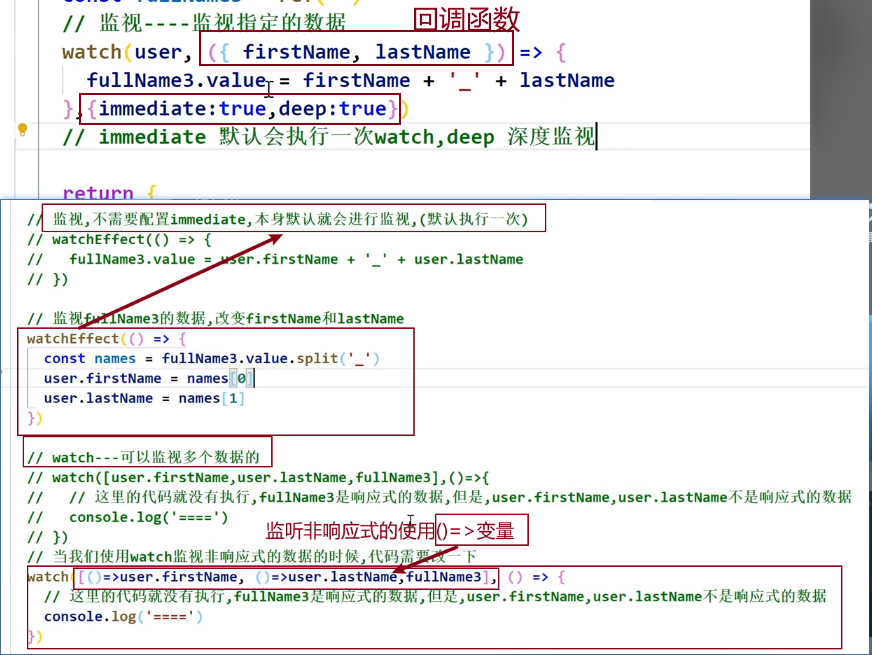 回调函数
// 监视----监视指定的数据
watch(user, ({ firstName, lastName }) => {
fullName3.value = firstName + '_' + lastName
},{immediate:true,deep:true})
// immediate 默认会执行一次watch,deep 深度监视
return {
// 监视,不需要配置immediate,本身默认就会进行监视,(默认执行一次)
// watchEffect(() => {
//   fullName3.value = user.firstName + '_' + user.lastName
// })
// 监视fullName3的数据,改变firstName和lastName
watchEffect(() => {
const names = fullName3.value.split('_')
user.firstName = names[0]
user.lastName = names[1]
})
// watch---可以监视多个数据的
// watch([user.firstName,user.lastName,fullName3],()=>{
//   // 这里的代码就没有执行,fullName3是响应式的数据,但是,user.firstName,user.lastName不是响应式的数据
//   console.log('====')
// })
监听非响应式的使用()=>变量
// 当我们使用watch监视非响应式的数据的时候,代码需要改一下
watch([()=>user.firstName, ()=>user.lastName,fullName3], () => {
// 这里的代码就没有执行,fullName3是响应式的数据,但是,user.firstName,user.lastName不是响应式的数据
console.log('====')
})